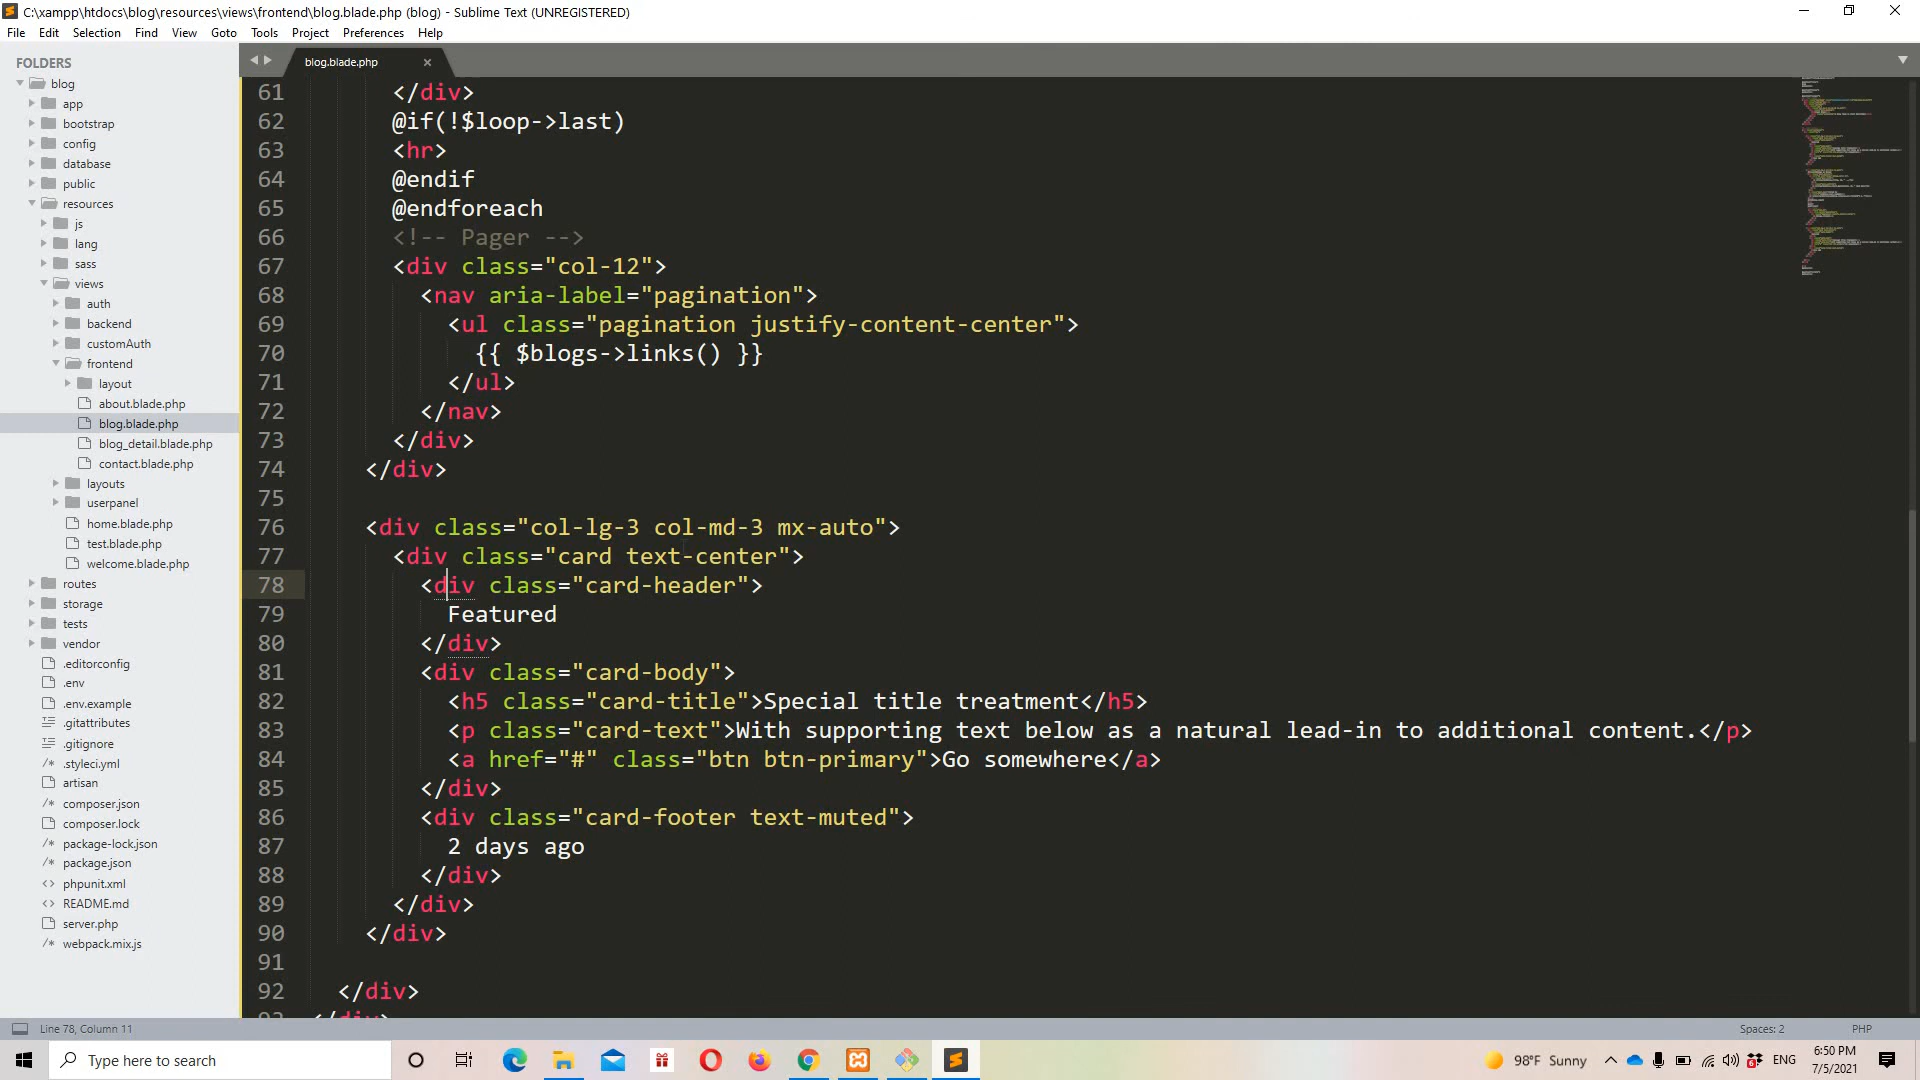 C:\xampp\htdocs\blog\resources\views\frontend\blog.blade.php (blog) - Sublime Text (UNREGISTERED)
File Edit Selection Find View Goto Tools Project Preferences Help
FOLDERS
blog
app
bootstrap
config
database
public
resources
js
lang
sass
views
auth
backend
customAuth
frontend
layout
about.blade.php
blog.blade.php
blog_detail.blade.php
contact.blade.php
layouts
userpanel
home.blade.php
test.blade.php
welcome.blade.php
routes
storage
tests
vendor
.editorconfig
.env
.env.example
.gitattributes
.gitignore
.styleci.yml
artisan
composer.json
composer.lock
package-lock.json
package.json
phpunit.xml
README.md
server.php
webpack.mix.js
blog.blade.php
61 </div>
62 @if(!$loop->last)
63 <hr>
64 @endif
65 @endforeach
66 <!-- Pager -->
67 <div class="col-12">
68 <nav aria-label="pagination">
69 <ul class="pagination justify-content-center">
70 {{ $blogs->links() }}
71 </ul>
72 </nav>
73 </div>
74 </div>
75
76 <div class="col-lg-3 col-md-3 mx-auto">
77 <div class="card text-center">
78 <div class="card-header">
79 Featured
80 </div>
81 <div class="card-body">
82 <h5 class="card-title">Special title treatment</h5>
83 <p class="card-text">With supporting text below as a natural lead-in to additional content.</p>
84 <a href="#" class="btn btn-primary">Go somewhere</a>
85 </div>
86 <div class="card-footer text-muted">
87 2 days ago
88 </div>
89 </div>
90 </div>
91
92 </div>
93 </div>
Line 78, Column 11
Spaces: 2
PHP
Type here to search
98°F Sunny
ENG
6:50 PM
7/5/2021